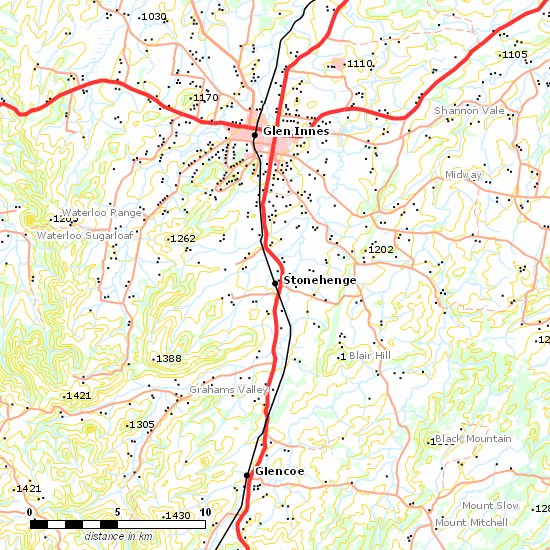 1030
1105
1110
1170
Shannon Vale
Glen Innes
Midway
Waterloo Range
Waterloo Sugarloaf
1262
1202
Stonehenge
1388
Blair Hill
Grahams Valley
1421
1305
Black Mountain
Glencoe
1421
Mount Slow
1430
Mount Mitchell
0 5 10
distance in km